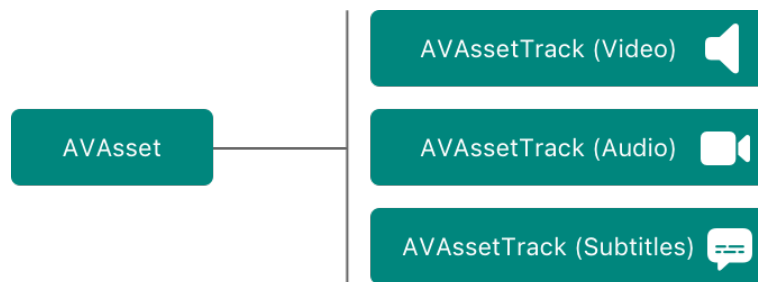 AVAssetTrack (Video)
AVAsset
AVAssetTrack (Audio)
AVAssetTrack (Subtitles)